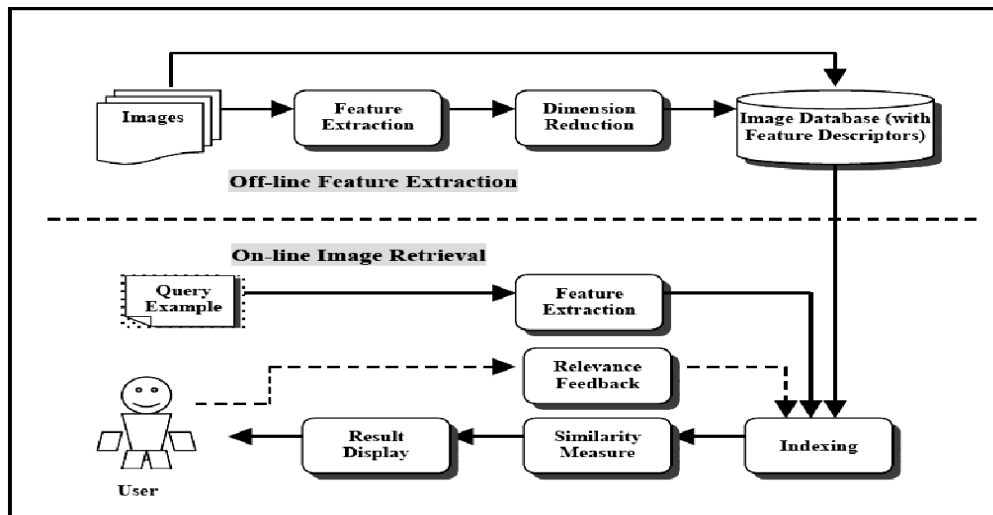 Images
Feature
Extraction
Dimension
Reduction
Image Database (with
Feature Descriptors)
Off-line Feature Extraction
On-line Image Retrieval
Query
Example
Feature
Extraction
Relevance
Feedback
Result
Display
Similarity
Measure
Indexing
User